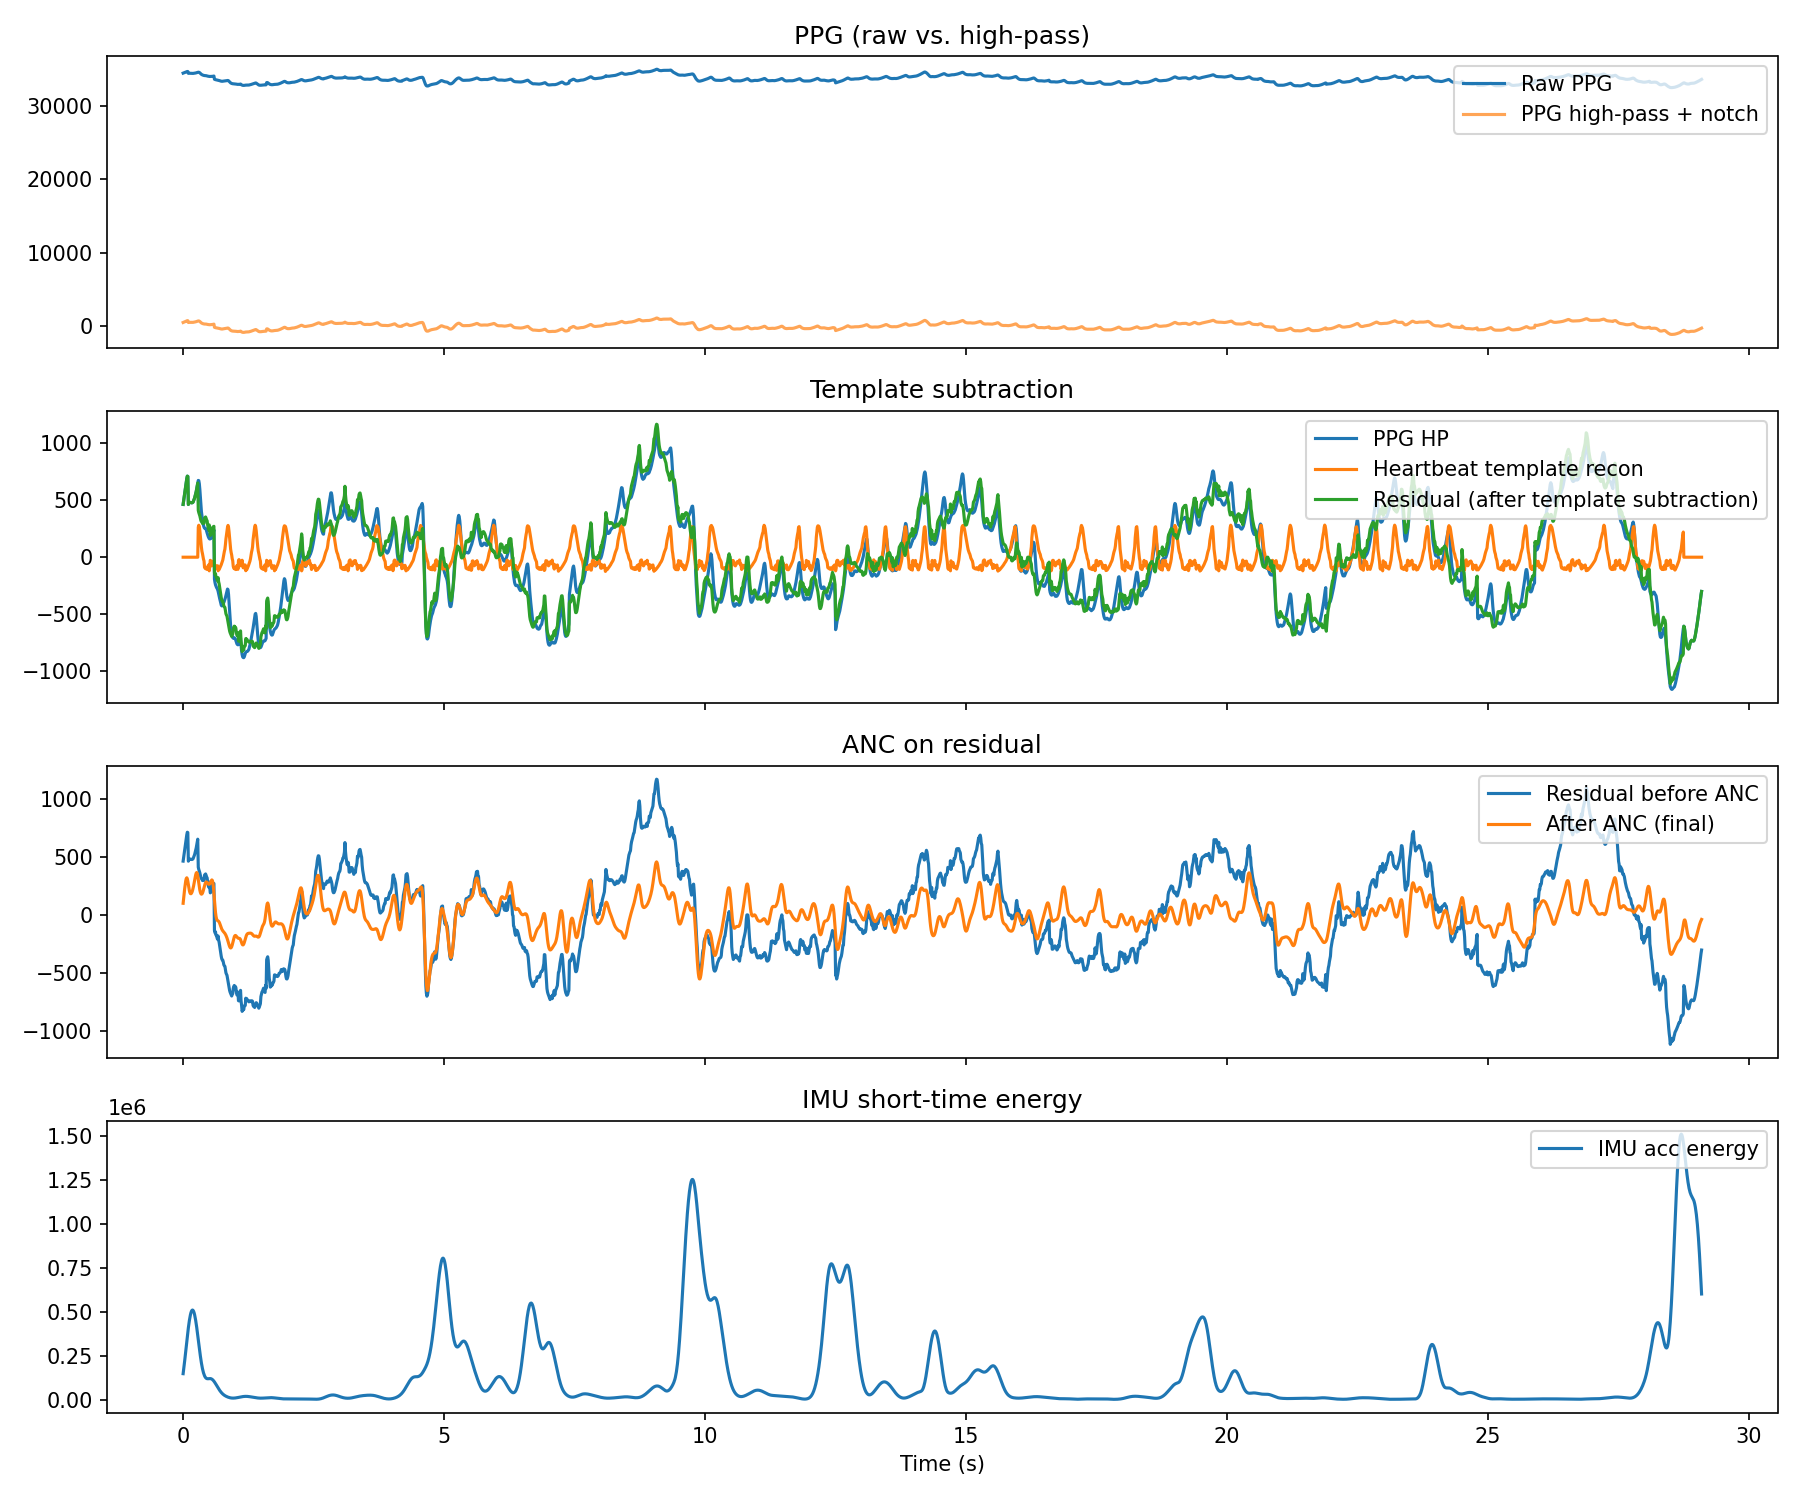 PPG (raw vs. high-pass)
30000
20000
10000
0
Raw PPG
PPG high-pass + notch
Template subtraction
1000
500
0
−500
−1000
PPG HP
Heartbeat template recon
Residual (after template subtraction)
ANC on residual
1000
500
0
−500
−1000
Residual before ANC
After ANC (final)
IMU short-time energy
1e6
1.50
1.25
1.00
0.75
0.50
0.25
0.00
IMU acc energy
0 5 10 15 20 25 30
Time (s)